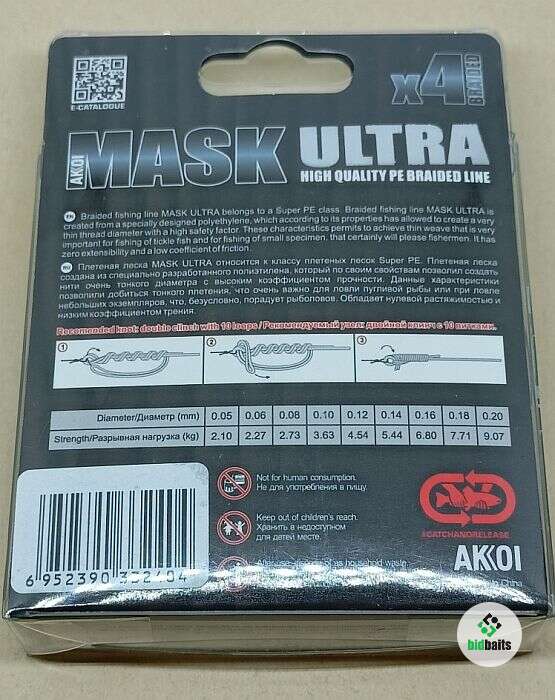 E-CATALOGUE
x4 BRAIDED
AKKOI MASK ULTRA
HIGH QUALITY PE BRAIDED LINE
EN Braided fishing line MASK ULTRA belongs to a Super PE class. Braided fishing line MASK ULTRA is
created from a specially designed polyethylene, which according to its properties has allowed to create a very
thin thread diameter with a high safety factor. These characteristics permits to achieve thin weave that is very
important for fishing of tickle fish and for fishing of small specimen, that certainly will please fishermen. It has
zero extensibility and a low coefficient of friction.
RU Плетеная леска MASK ULTRA относится к классу плетеных лесок Super PE. Плетеная леска
создана из специально разработанного полиэтилена, который по своим свойствам позволил создать
нити очень тонкого диаметра с высоким коэффициентом прочности. Данные характеристики
позволили добиться тонкого плетения, что очень важно для ловли пугливой рыбы или при ловле
небольших экземпляров, что, безусловно, порадует рыболовов. Обладает нулевой растяжимостью и
низким коэффициентом трения.
Recomended knot: double clinch with 10 loops / Рекомендуемый узел: двойной клинч с 10 витками.
1 2 3
Diameter/Диаметр (mm) 0.05 0.06 0.08 0.10 0.12 0.14 0.16 0.18 0.20
Strength/Разрывная нагрузка (kg) 2.10 2.27 2.73 3.63 4.54 5.44 6.80 7.71 9.07
Not for human consumption.
Не для употребления в пищу.
Keep out of children's reach.
Хранить в недоступном
для детей месте.
as household waste
#CATCHANDRELEASE
AKKOI
China
6 952390
bidbaits